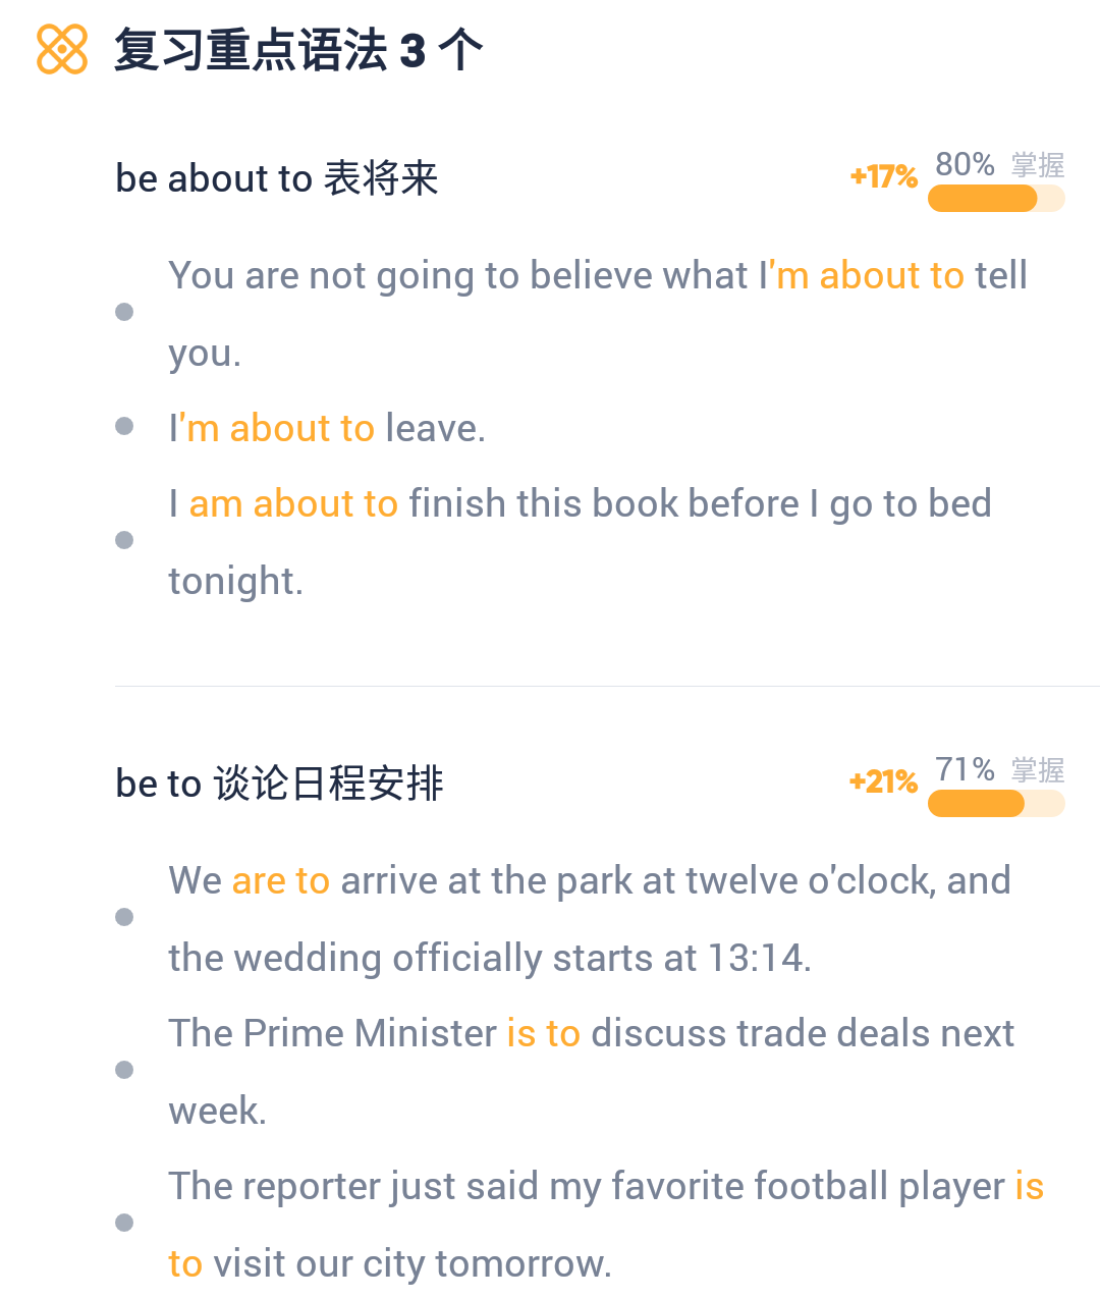 复习重点语法 3 个
be about to 表将来
+17%
80% 掌握
You are not going to believe what I'm about to tell
you.
I'm about to leave.
I am about to finish this book before I go to bed
tonight.
be to 谈论日程安排
+21%
71% 掌握
We are to arrive at the park at twelve o'clock, and
the wedding officially starts at 13:14.
The Prime Minister is to discuss trade deals next
week.
The reporter just said my favorite football player is
to visit our city tomorrow.